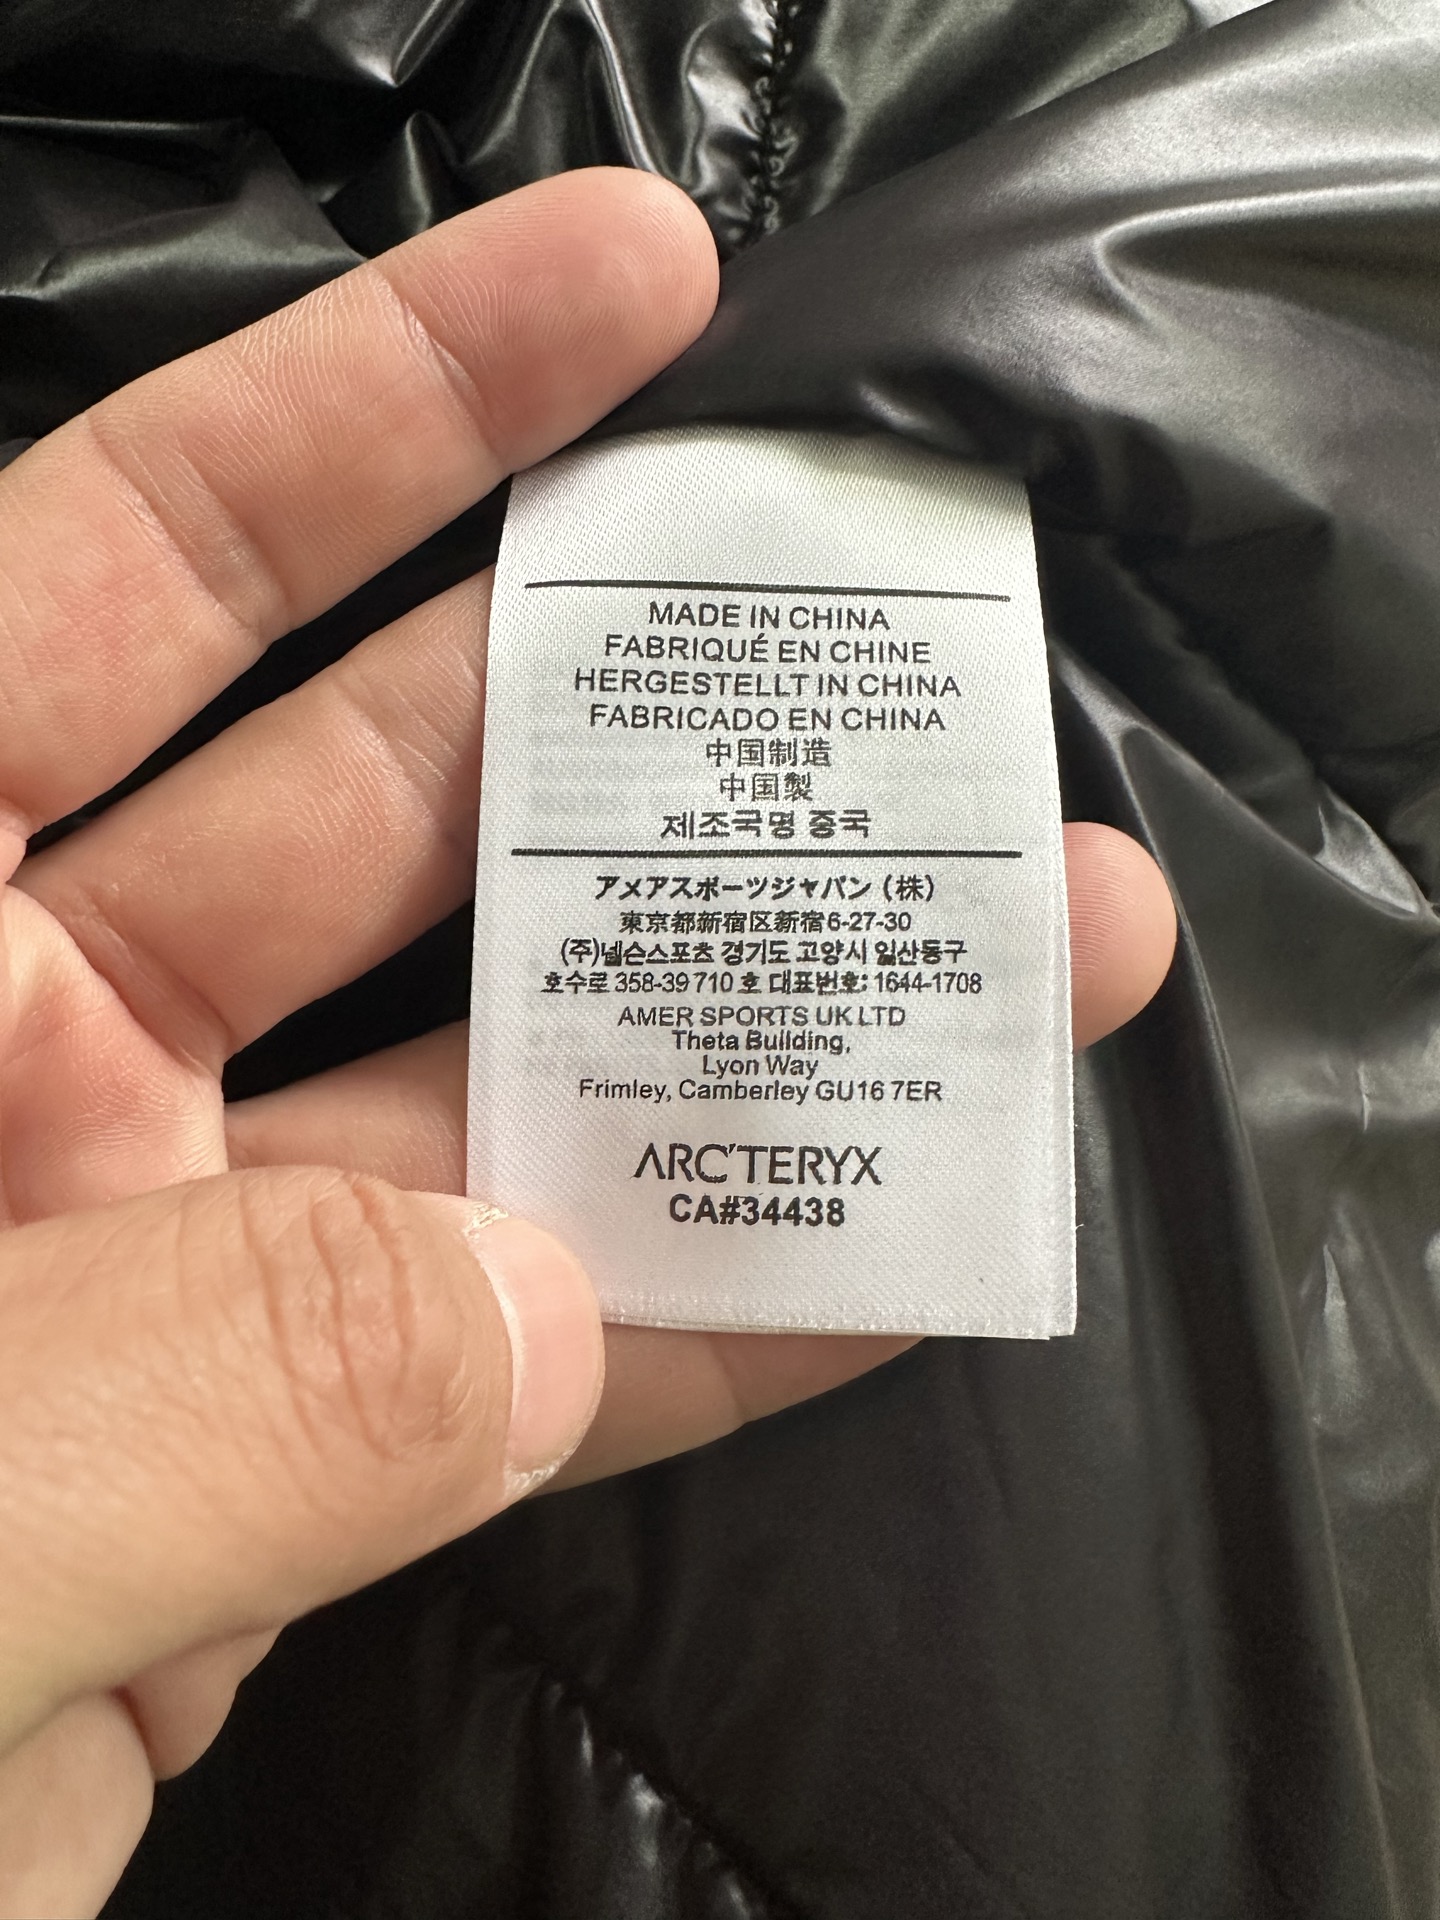 MADE IN CHINA
FABRIQUÉ EN CHINE
HERGESTELLT IN CHINA
FABRICADO EN CHINA
中国制造
中国製
제조국명 중국
アメアスポーツジャパン (株)
東京都新宿区新宿6-27-30
(주)넬슨스포츠 경기도 고양시 일산동구
호수로 358-39 710 호 대표번호: 1644-1708
AMER SPORTS UK LTD
Theta Building,
Lyon Way
Frimley, Camberley GU16 7ER
ARC'TERYX
CA#34438